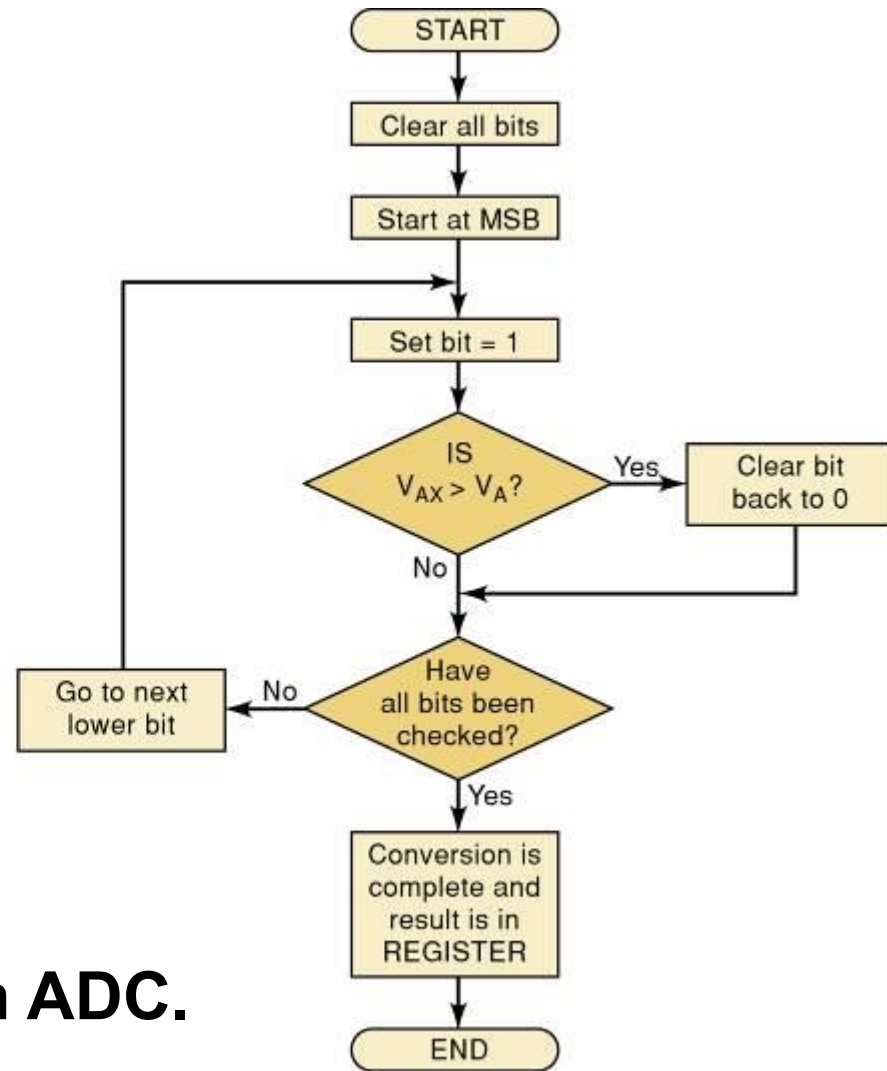 START
Clear all bits
Start at MSB
Set bit = 1
IS
V_AX > V_A?
Yes
Clear bit
back to 0
No
Have
all bits been
checked?
No
Go to next
lower bit
Yes
Conversion is
complete and
result is in
REGISTER
ADC.
END